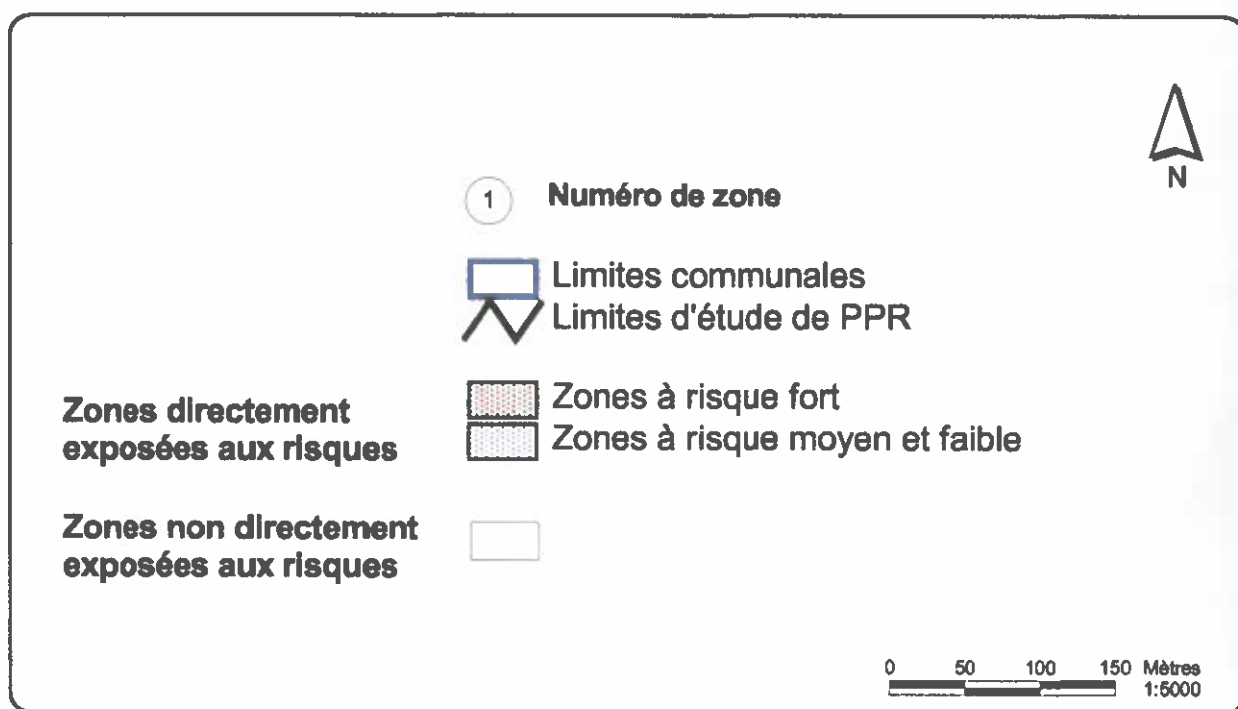 N
1 Numéro de zone
Limites communales
Limites d'étude de PPR
Zones directement
exposées aux risques
Zones à risque fort
Zones à risque moyen et faible
Zones non directement
exposées aux risques
0 50 100 150 Mètres
1:5000